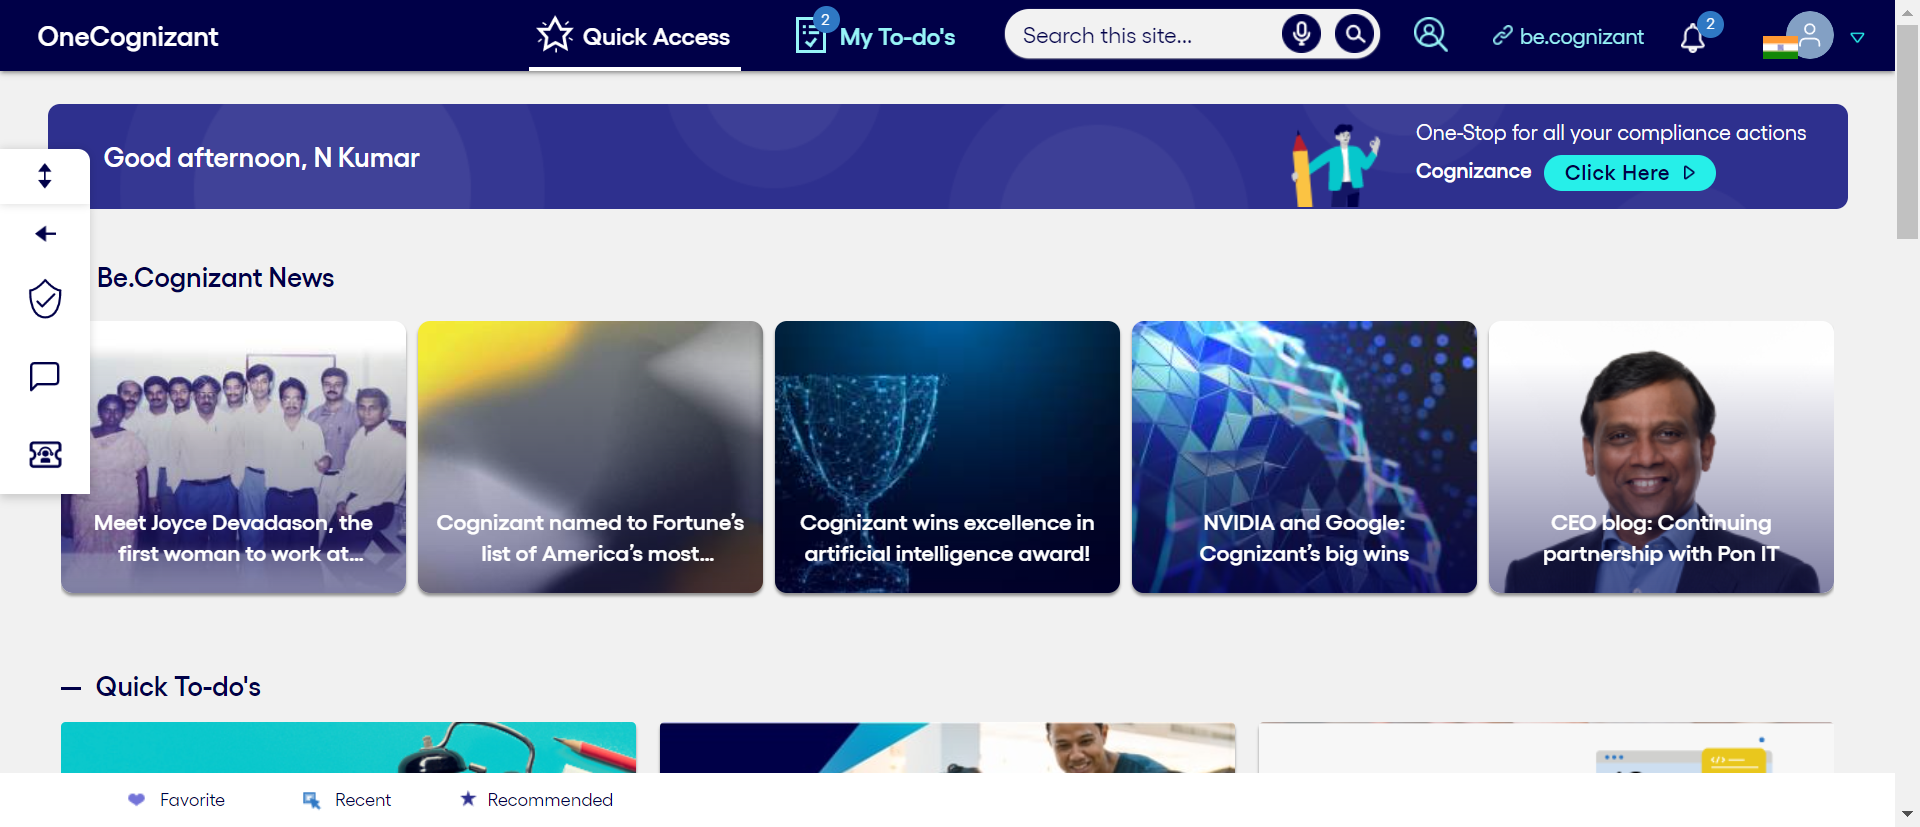 OneCognizant
Quick Access
2
My To-do's
Search this site...
be.cognizant
2
Good afternoon, N Kumar
One-Stop for all your compliance actions
Cognizance Click Here
Be.Cognizant News
Meet Joyce Devadason, the
first woman to work at...
Cognizant named to Fortune’s
list of America’s most...
Cognizant wins excellence in
artificial intelligence award!
NVIDIA and Google:
Cognizant’s big wins
CEO blog: Continuing
partnership with Pon IT
Quick To-do's
</>
Favorite
Recent
Recommended